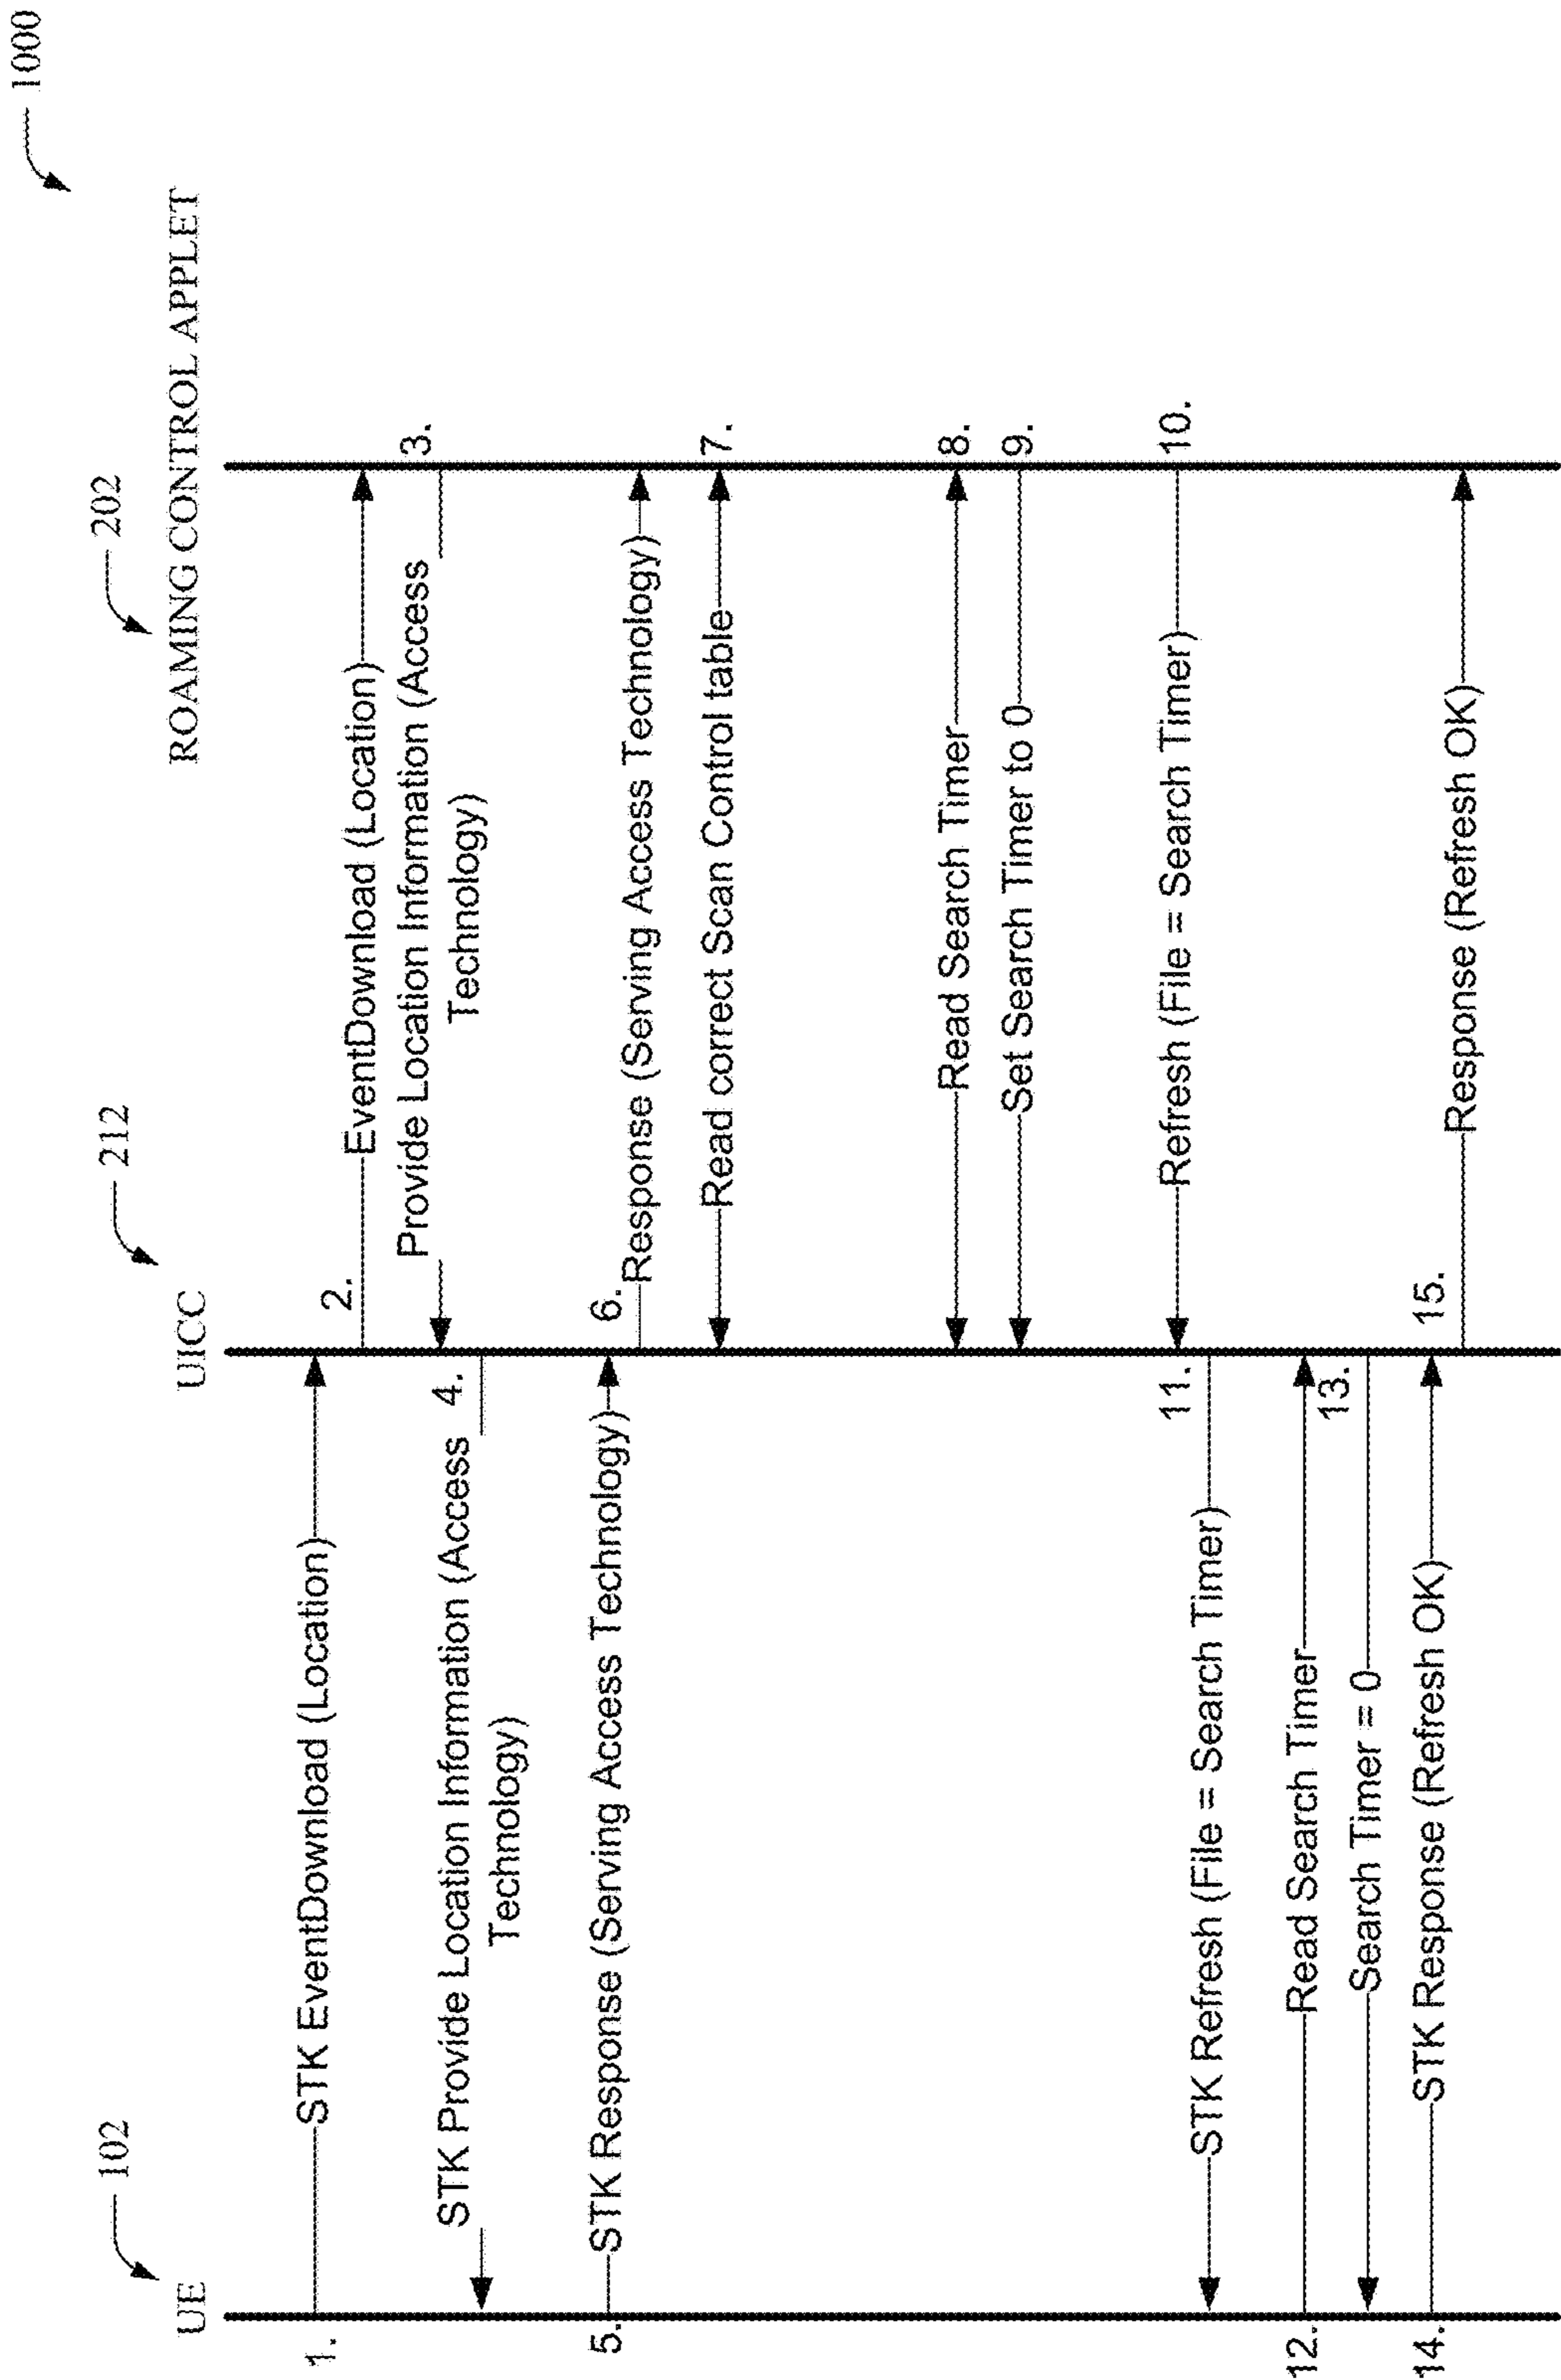 1000
102
212
202
UE
UICC
ROAMING CONTROL APPLET
1.
STK EventDownload (Location)
2.
EventDownload (Location)
3.
Provide Location Information (Access
Technology)
4.
STK Provide Location Information (Access
Technology)
5.
STK Response (Serving Access Technology)
6.
Response (Serving Access Technology)
7.
Read correct Scan Control table
8.
Read Search Timer
9.
Set Search Timer to 0
10.
Refresh (File = Search Timer)
11.
STK Refresh (File = Search Timer)
12.
Read Search Timer
13.
Search Timer = 0
14.
STK Response (Refresh OK)
15.
Response (Refresh OK)